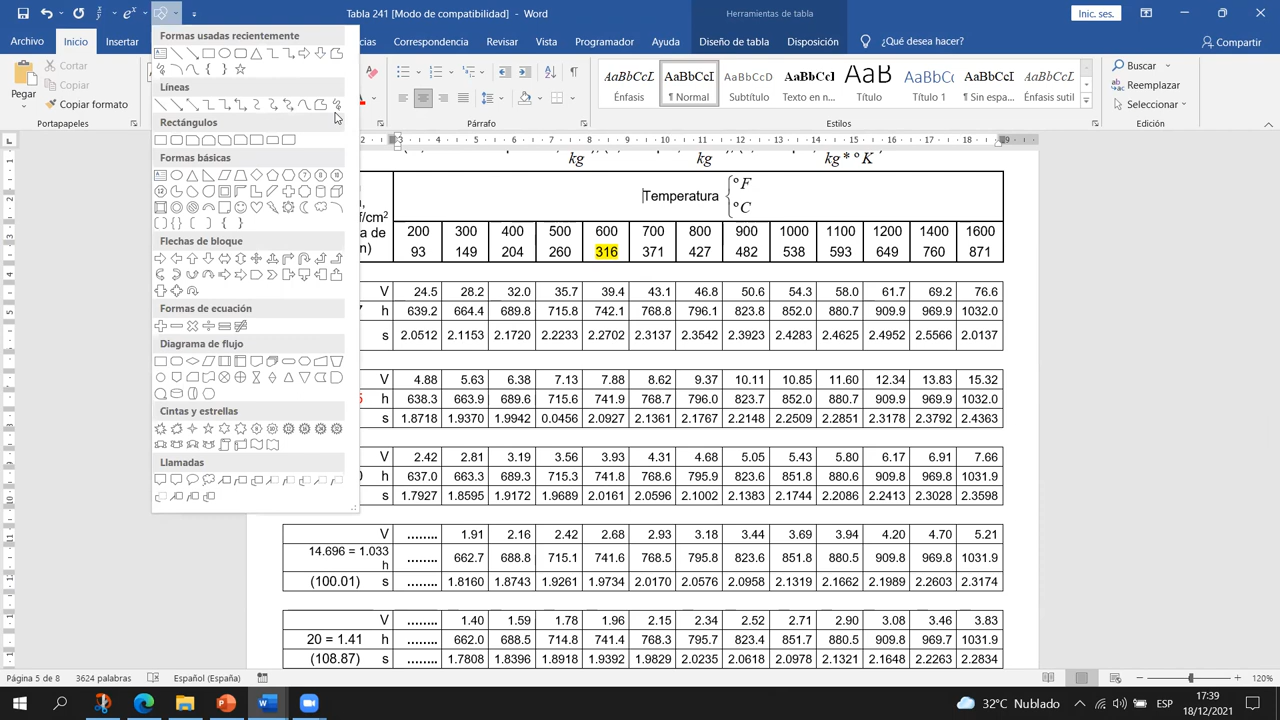 Tabla 241 [Modo de compatibilidad] - Word
Herramientas de tabla
Inic. ses.
Archivo Inicio Insertar
cias Correspondencia Revisar Vista Programador Ayuda Diseño de tabla Disposición ¿Qué desea hacer?
Compartir
Formas usadas recientemente
Líneas
Rectángulos
Formas básicas
Flechas de bloque
Formas de ecuación
Diagrama de flujo
Cintas y estrellas
Llamadas
Pegar
Cortar
Copiar
Copiar formato
Portapapeles
Párrafo
AaBbCcL AaBbCcI AaBbCcD AaBbCcI AaB AaBbCcI AaBbCcDc AaBbCcL
Énfasis ¶ Normal Subtítulo Texto en n... Título Título 1 ¶ Sin espa... Énfasis sutil
Estilos
Buscar
Reemplazar
Seleccionar
Edición
kg kg kg * º K
Temperatura
º F
º C
f/cm²
a de
n)
200 300 400 500 600 700 800 900 1000 1100 1200 1400 1600
93 149 204 260 316 371 427 482 538 593 649 760 871
V 24.5 28.2 32.0 35.7 39.4 43.1 46.8 50.6 54.3 58.0 61.7 69.2 76.6
7 h 639.2 664.4 689.8 715.8 742.1 768.8 796.1 823.8 852.0 880.7 909.9 969.9 1032.0
s 2.0512 2.1153 2.1720 2.2233 2.2702 2.3137 2.3542 2.3923 2.4283 2.4625 2.4952 2.5566 2.0137
V 4.88 5.63 6.38 7.13 7.88 8.62 9.37 10.11 10.85 11.60 12.34 13.83 15.32
5 h 638.3 663.9 689.6 715.6 741.9 768.7 796.0 823.7 852.0 880.7 909.9 969.9 1032.0
s 1.8718 1.9370 1.9942 0.0456 2.0927 2.1361 2.1767 2.2148 2.2509 2.2851 2.3178 2.3792 2.4363
V 2.42 2.81 3.19 3.56 3.93 4.31 4.68 5.05 5.43 5.80 6.17 6.91 7.66
0 h 637.0 663.3 689.3 715.3 741.8 768.6 795.9 823.7 851.8 880.6 909.8 969.8 1031.9
s 1.7927 1.8595 1.9172 1.9689 2.0161 2.0596 2.1002 2.1383 2.1744 2.2086 2.2413 2.3028 2.3598
V ........ 1.91 2.16 2.42 2.68 2.93 3.18 3.44 3.69 3.94 4.20 4.70 5.21
14.696 = 1.033
h ........ 662.7 688.8 715.1 741.6 768.5 795.8 823.6 851.8 880.5 909.8 969.8 1031.9
(100.01) s ........ 1.8160 1.8743 1.9261 1.9734 2.0170 2.0576 2.0958 2.1319 2.1662 2.1989 2.2603 2.3174
V ........ 1.40 1.59 1.78 1.96 2.15 2.34 2.52 2.71 2.90 3.08 3.46 3.83
20 = 1.41 h ........ 662.0 688.5 714.8 741.4 768.3 795.7 823.4 851.7 880.5 909.8 969.7 1031.9
(108.87) s ........ 1.7808 1.8396 1.8918 1.9392 1.9829 2.0235 2.0618 2.0978 2.1321 2.1648 2.2263 2.2834
Página 5 de 8 3624 palabras Español (España)
120%
32°C Nublado
ESP
17:39
18/12/2021